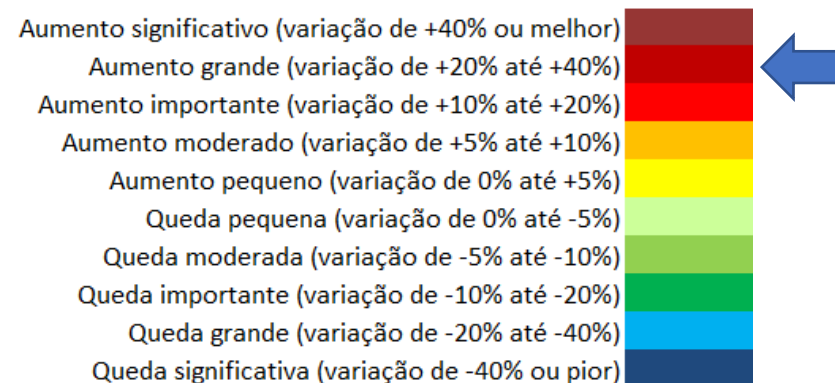 Aumento significativo (variação de +40% ou melhor)
Aumento grande (variação de +20% até +40%)
Aumento importante (variação de +10% até +20%)
Aumento moderado (variação de +5% até +10%)
Aumento pequeno (variação de 0% até +5%)
Queda pequena (variação de 0% até -5%)
Queda moderada (variação de -5% até -10%)
Queda importante (variação de -10% até -20%)
Queda grande (variação de -20% até -40%)
Queda significativa (variação de -40% ou pior)